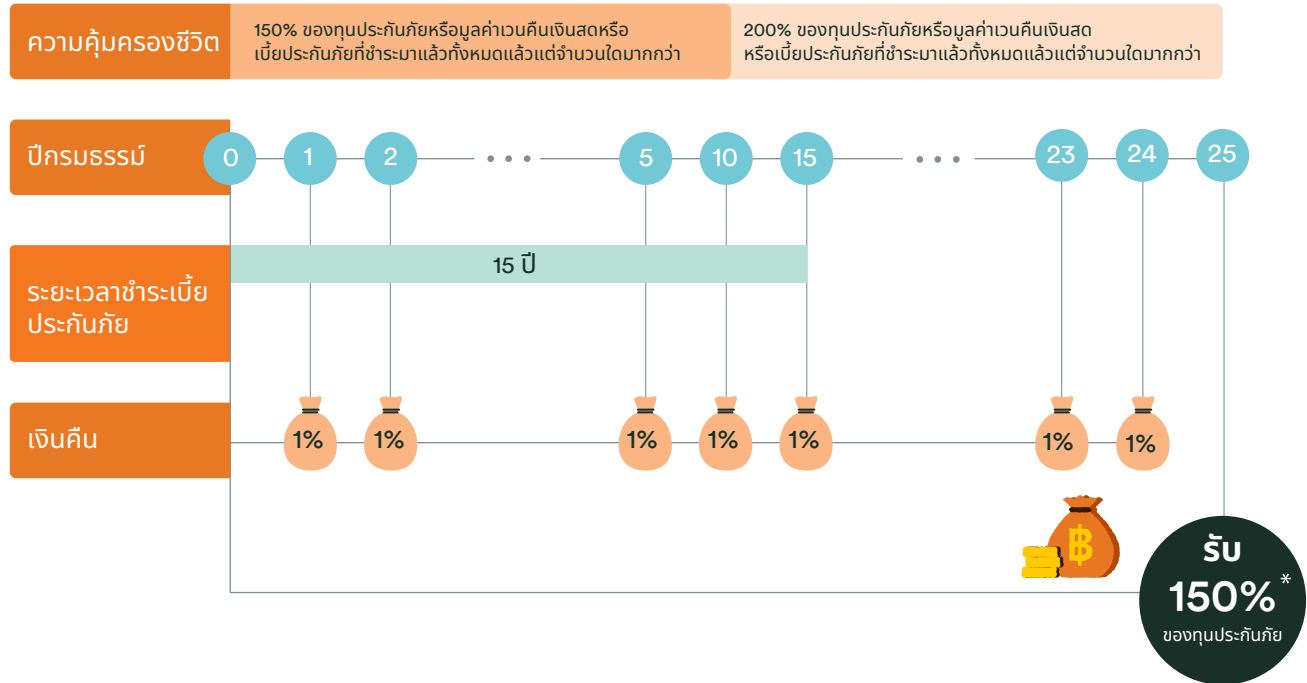 ความคุ้มครองชีวิต
150% ของทุนประกันภัยหรือมูลค่าเวนคืนเงินสดหรือ
เบี้ยประกันภัยที่ชำระมาแล้วทั้งหมดแล้วแต่จำนวนใดมากกว่า
200% ของทุนประกันภัยหรือมูลค่าเวนคืนเงินสด
หรือเบี้ยประกันภัยที่ชำระมาแล้วทั้งหมดแล้วแต่จำนวนใดมากกว่า
ปีกรมธรรม์
0 1 2 ... 5 10 15 ... 23 24 25
ระยะเวลาชำระเบี้ย
ประกันภัย
15 ปี
เงินคืน
1% 1% 1% 1% 1% 1% 1%
฿
รับ
150%*
ของทุนประกันภัย